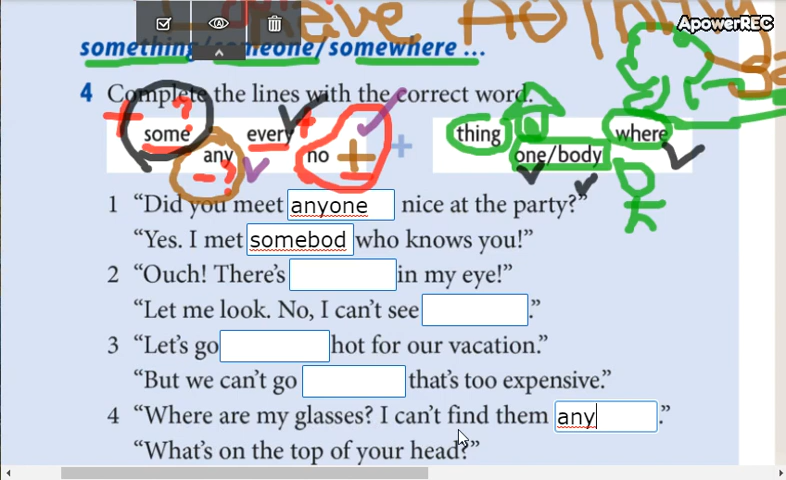 I Have
ApowerREC
something/someone/somewhere ...
4 Complete the lines with the correct word.
some every thing where
any no + one/body
1 “Did you meet anyone nice at the party?”
“Yes. I met somebod who knows you!”
2 “Ouch! There’s in my eye!”
“Let me look. No, I can’t see .”
3 “Let’s go hot for our vacation.”
“But we can’t go that’s too expensive.”
4 “Where are my glasses? I can’t find them any .”
“What’s on the top of your head?”